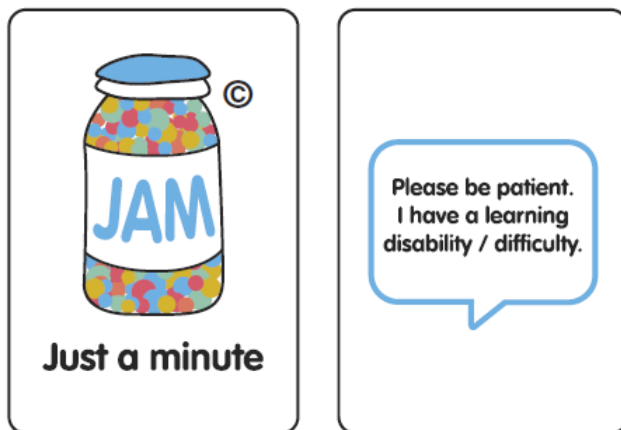 ©
JAM
Just a minute
Please be patient.
I have a learning
disability / difficulty.